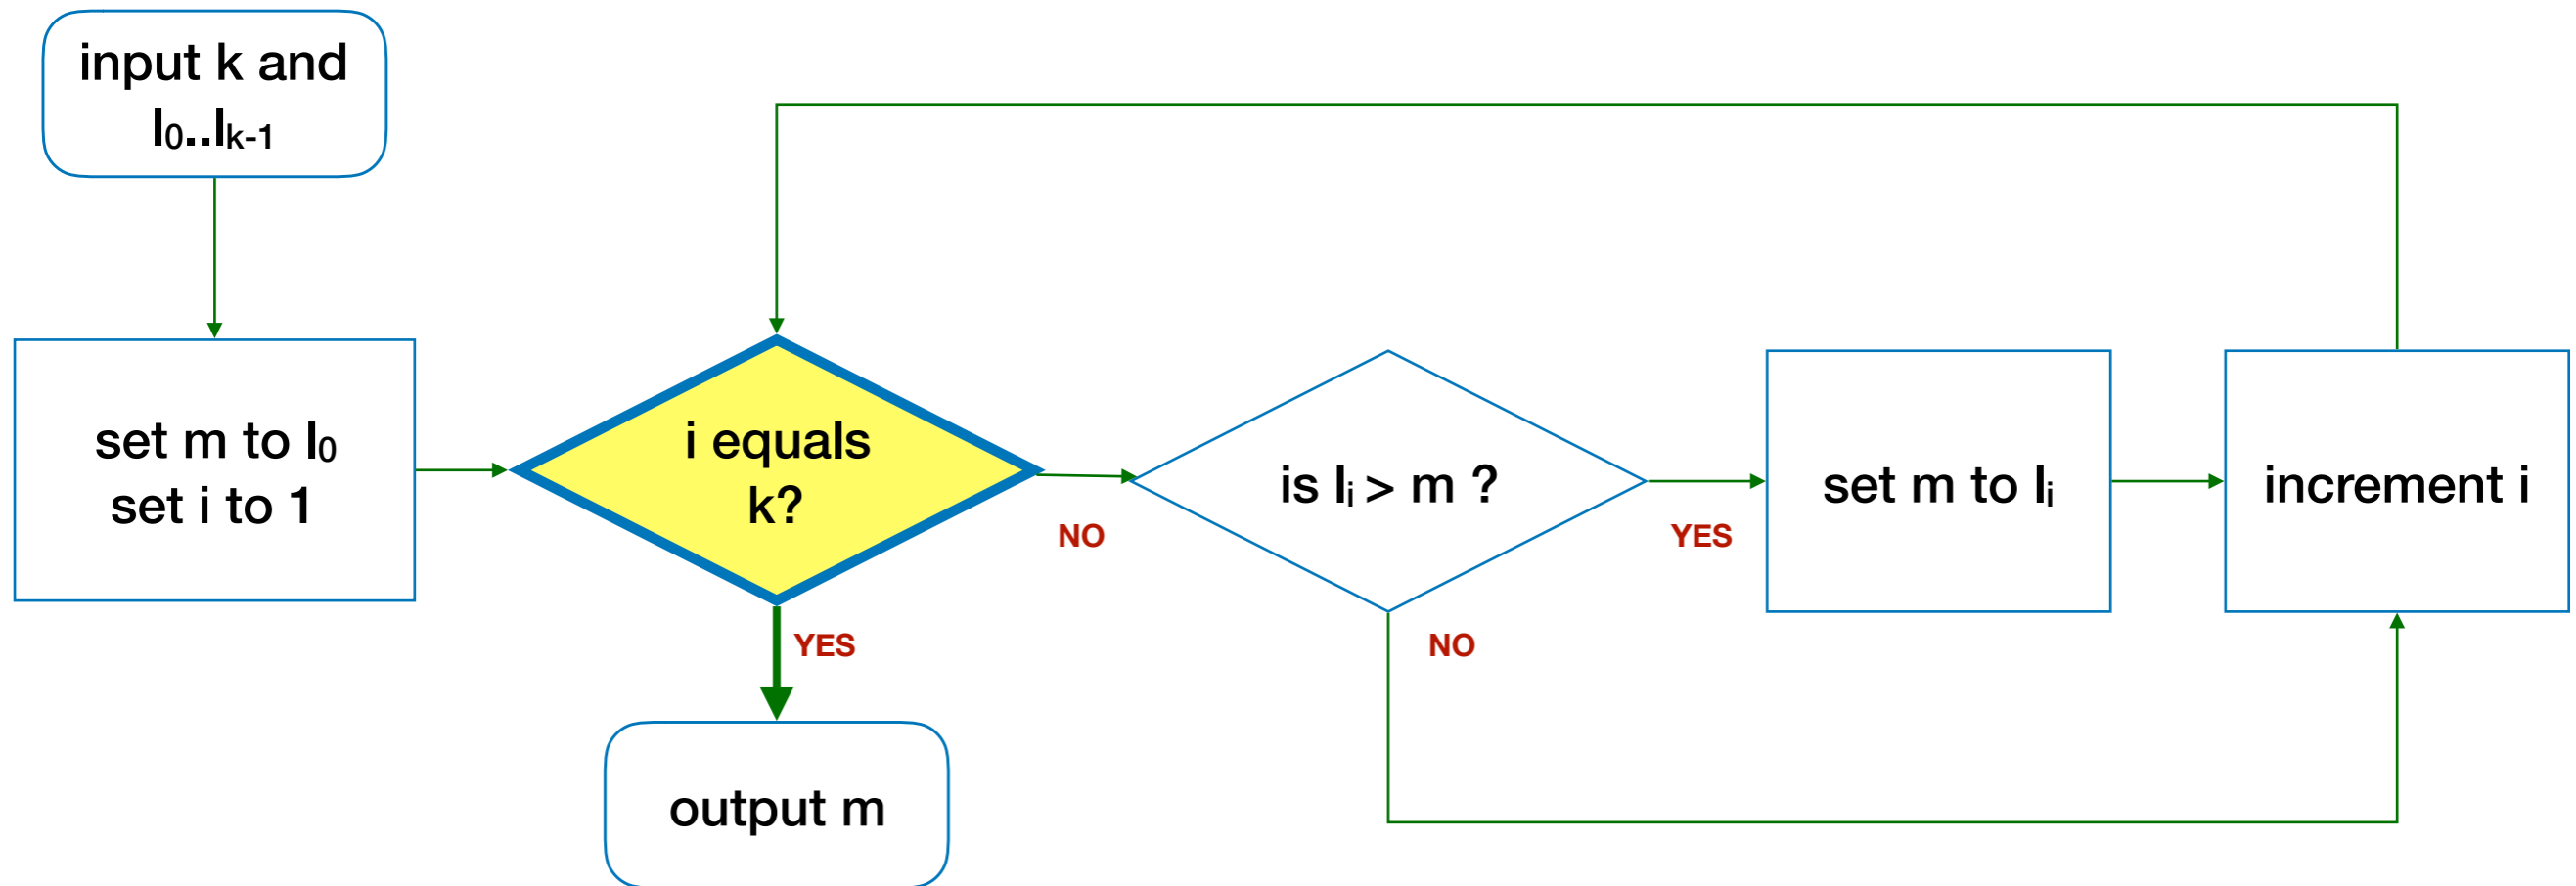 input k and
l₀..lₖ₋₁
set m to l₀
set i to 1
i equals
k?
NO
YES
is lᵢ > m ?
YES
NO
set m to lᵢ
increment i
output m